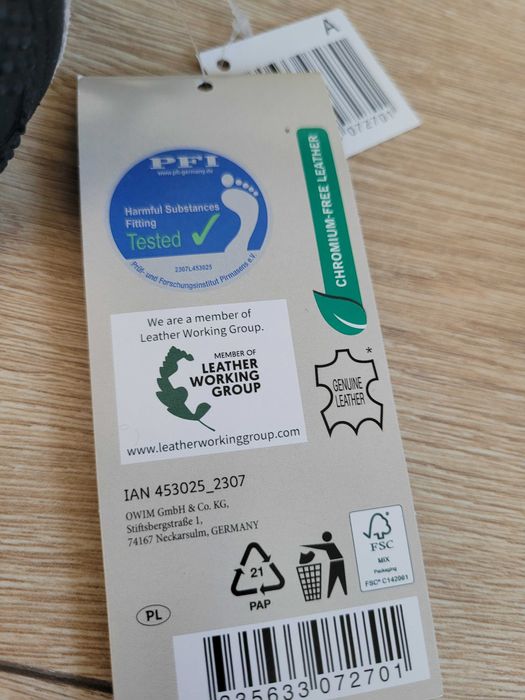 A
072701
PFI
www.pfi-germany.de
Harmful Substances
Fitting
Tested
2307L453025
Prüf- und Forschungsinstitut Pirmasens e.V.
*
CHROMIUM-FREE LEATHER
We are a member of
Leather Working Group.
MEMBER OF
LEATHER
WORKING
GROUP
www.leatherworkinggroup.com
*
GENUINE
LEATHER
IAN 453025_2307
OWIM GmbH & Co. KG,
Stiftsbergstraße 1,
74167 Neckarsulm, GERMANY
21
PAP
FSC
MIX
Packaging
FSC® C142061
PL
335633 072701